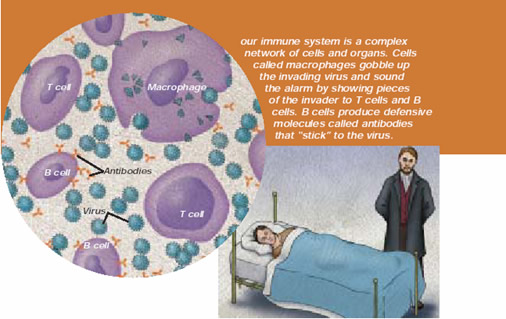 our immune system is a complex
network of cells and organs. Cells
called macrophages gobble up
the invading virus and sound
the alarm by showing pieces
of the invader to T cells and B
cells. B cells produce defensive
molecules called antibodies
that "stick" to the virus.
T cell
Macrophage
B cell
Antibodies
Virus
T cell
B cell